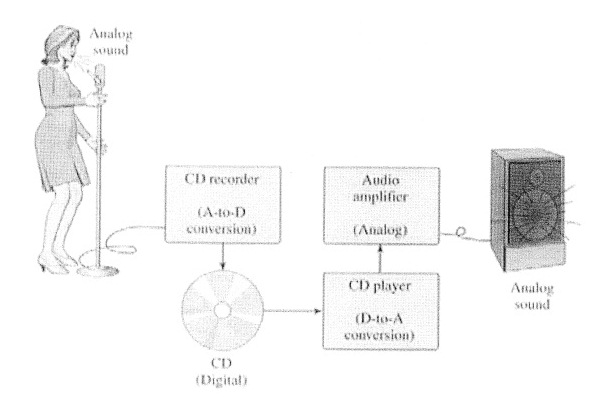 Analog
sound
CD recorder
(A-to-D
conversion)
Audio
amplifier
(Analog)
CD player
(D-to-A
conversion)
Analog
sound
CD
(Digital)